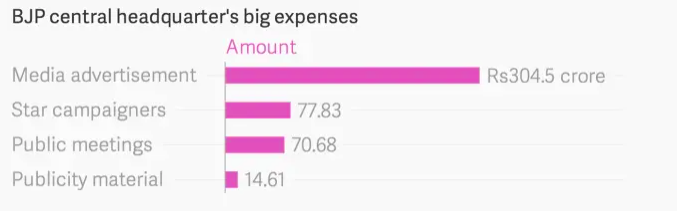 BJP central headquarter's big expenses
Amount
Media advertisement Rs304.5 crore
Star campaigners 77.83
Public meetings 70.68
Publicity material 14.61